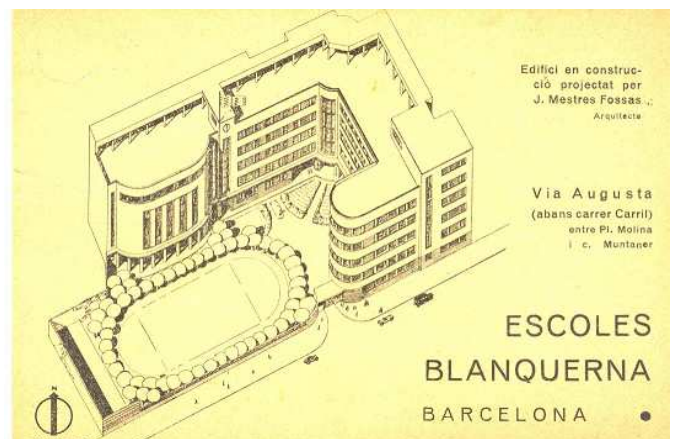 Edifici en construc-
ció projectat per
J. Mestres Fossas
Arquitecte
Via Augusta
(abans carrer Carril)
entre Pl. Molina
i c. Muntaner
ESCOLES
BLANQUERNA
BARCELONA
N